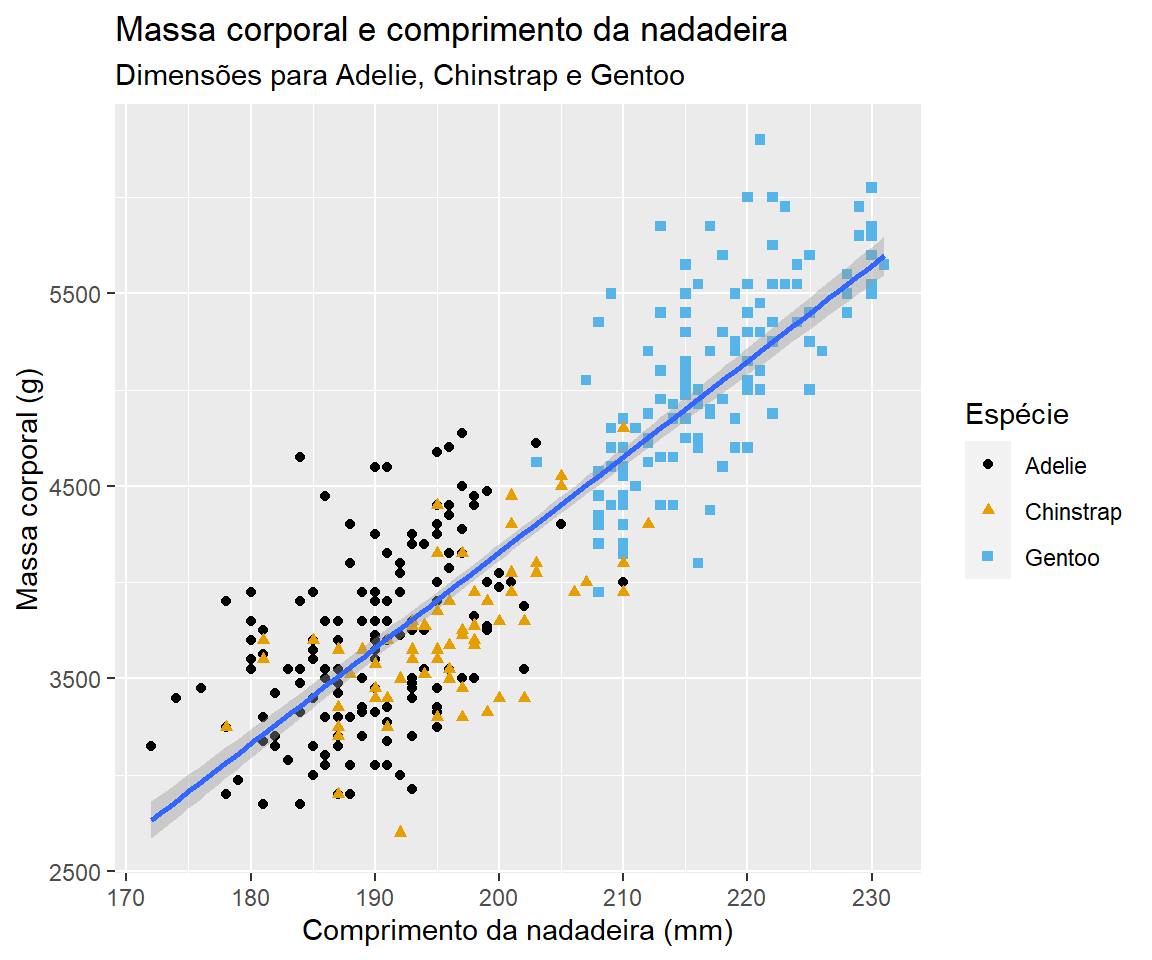 Massa corporal e comprimento da nadadeira
Dimensões para Adelie, Chinstrap e Gentoo
Massa corporal (g)
5500
4500
3500
2500
170 180 190 200 210 220 230
Comprimento da nadadeira (mm)
Espécie
Adelie
Chinstrap
Gentoo